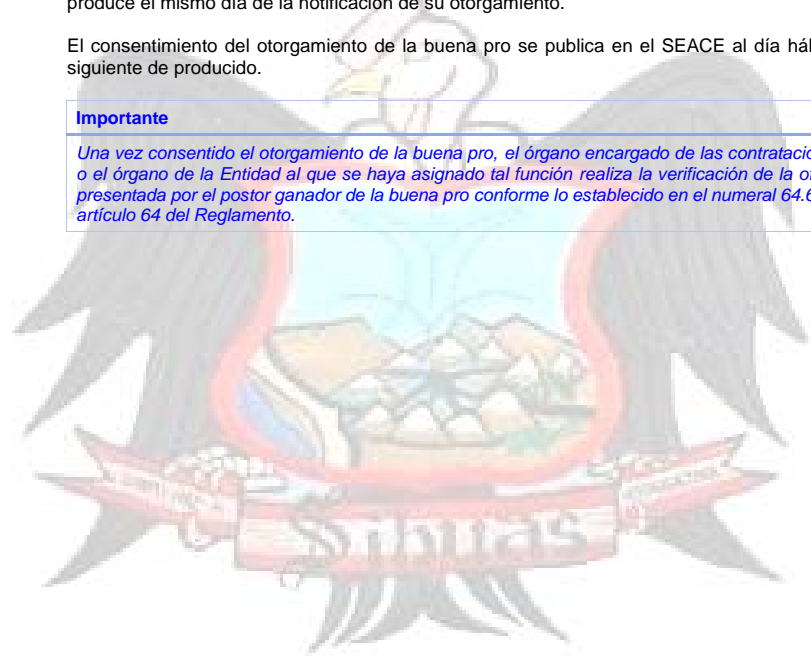 produce el mismo día de la notificación de su otorgamiento.
El consentimiento del otorgamiento de la buena pro se publica en el SEACE al día
siguiente de producido.
Importante
Una vez consentido el otorgamiento de la buena pro, el órgano encargado de las
o el órgano de la Entidad al que se haya asignado tal función realiza la verificación de la
presentada por el postor ganador de la buena pro conforme lo establecido en el numeral
artículo 64 del Reglamento.
Sihuas